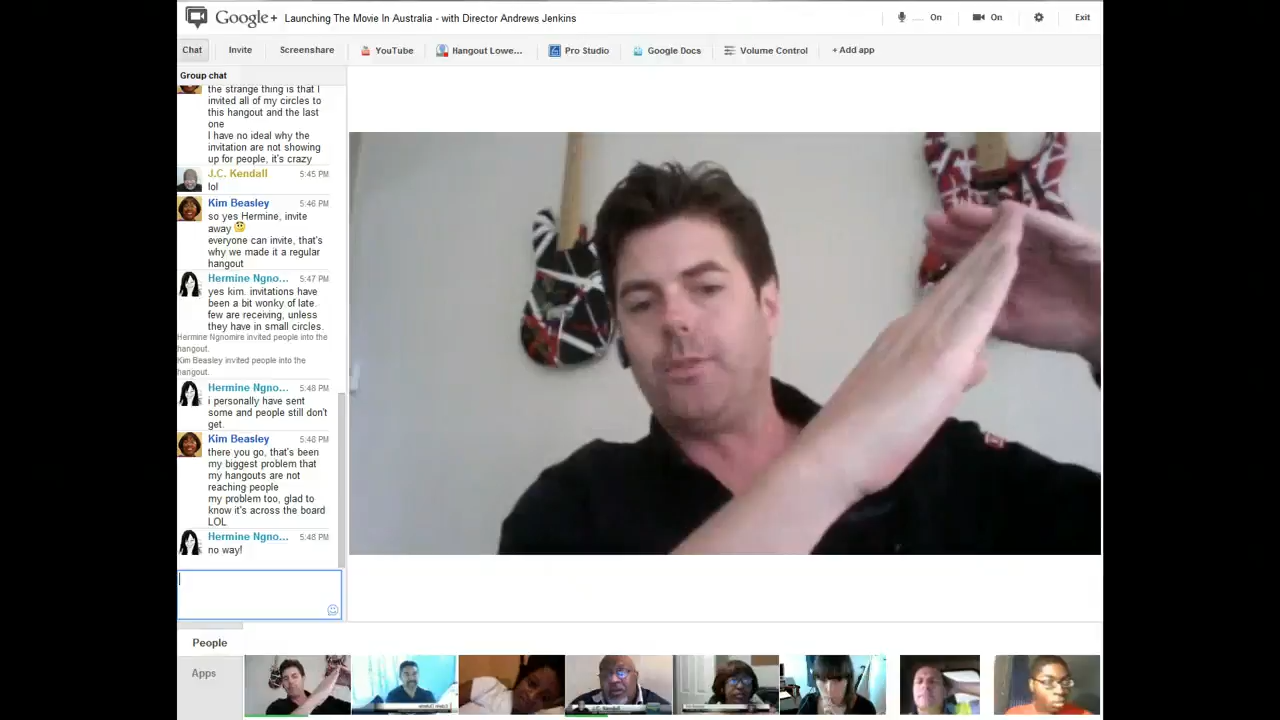 Google+ Launching The Movie In Australia - with Director Andrews Jenkins
On On Exit
Chat Invite Screenshare YouTube Hangout Lowe... Pro Studio Google Docs Volume Control + Add app
Group chat
the strange thing is that I
invited all of my circles to
this hangout and the last
one
I have no ideal why the
invitation are not showing
up for people, it's crazy
J.C. Kendall 5:45 PM
lol
Kim Beasley 5:46 PM
so yes Hermine, invite
away
everyone can invite, that's
why we made it a regular
hangout
Hermine Ngno... 5:47 PM
yes kim. invitations have
been a bit wonky of late.
few are receiving, unless
they have in small circles.
Hermine Ngnomire invited people into the
hangout.
Kim Beasley invited people into the
hangout.
Hermine Ngno... 5:48 PM
i personally have sent
some and people still don't
get.
Kim Beasley 5:48 PM
there you go, that's been
my biggest problem that
my hangouts are not
reaching people
my problem too, glad to
know it's across the board
LOL
Hermine Ngno... 5:48 PM
no way!
People
Apps
J.C. Kendall